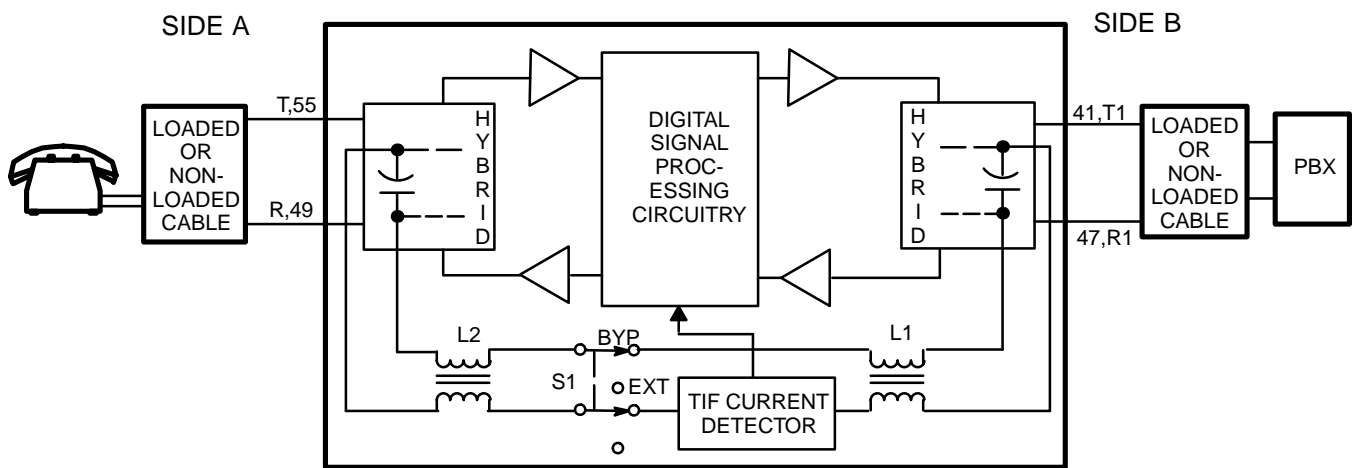 SIDE A
SIDE B
T,55
R,49
LOADED
OR
NON-
LOADED
CABLE
H
Y
B
R
I
D
DIGITAL
SIGNAL
PROC-
ESSING
CIRCUITRY
H
Y
B
R
I
D
41,T1
47,R1
LOADED
OR
NON-
LOADED
CABLE
PBX
L2
BYP
L1
S1
EXT
TIF CURRENT
DETECTOR